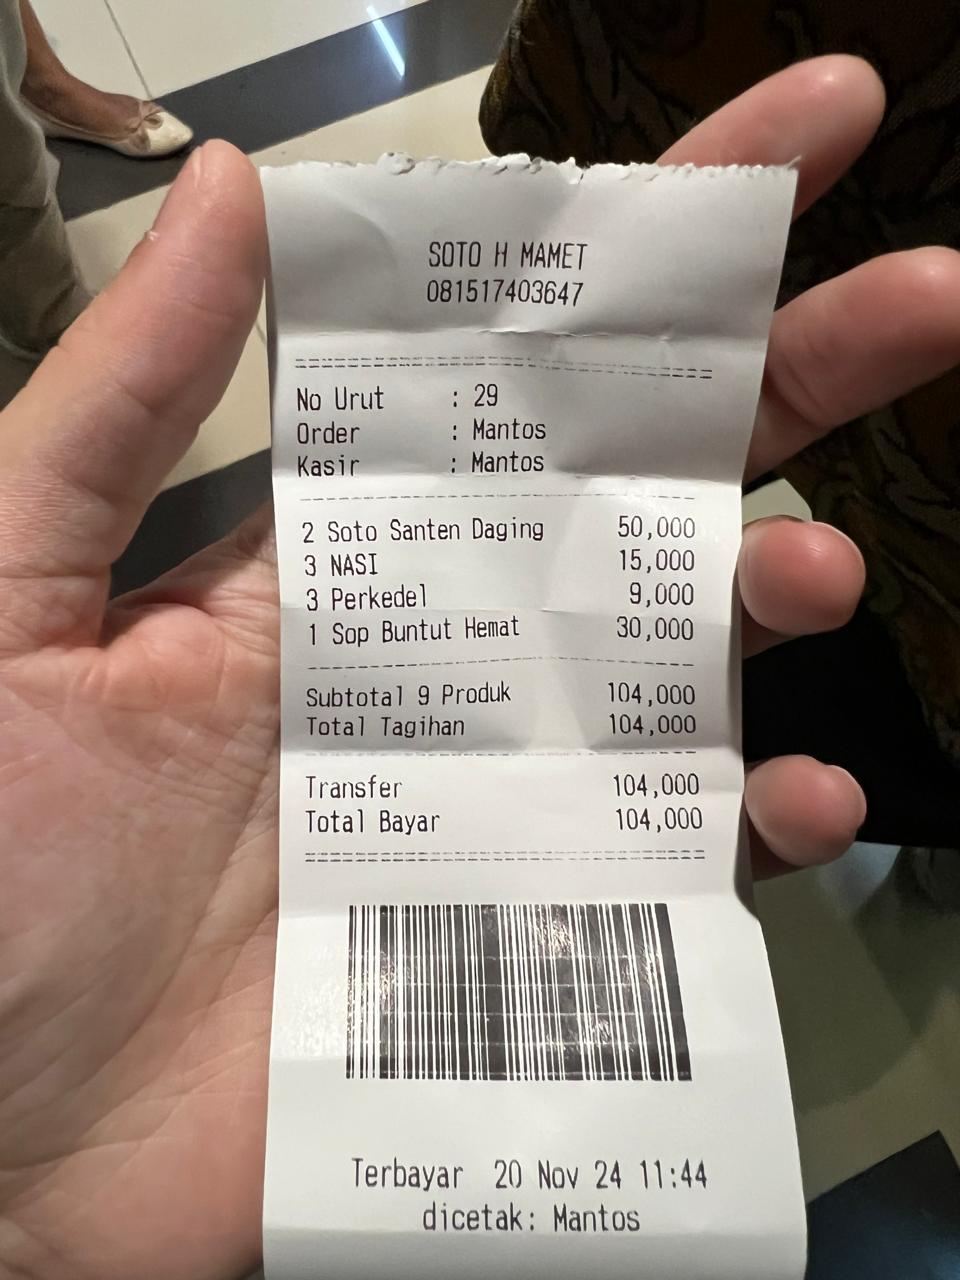 SOTO H MAMET
081517403647
No Urut : 29
Order : Mantos
Kasir : Mantos
2 Soto Santen Daging 50,000
3 NASI 15,000
3 Perkedel 9,000
1 Sop Buntut Hemat 30,000
Subtotal 9 Produk 104,000
Total Tagihan 104,000
Transfer 104,000
Total Bayar 104,000
Terbayar 20 Nov 24 11:44
dicetak: Mantos